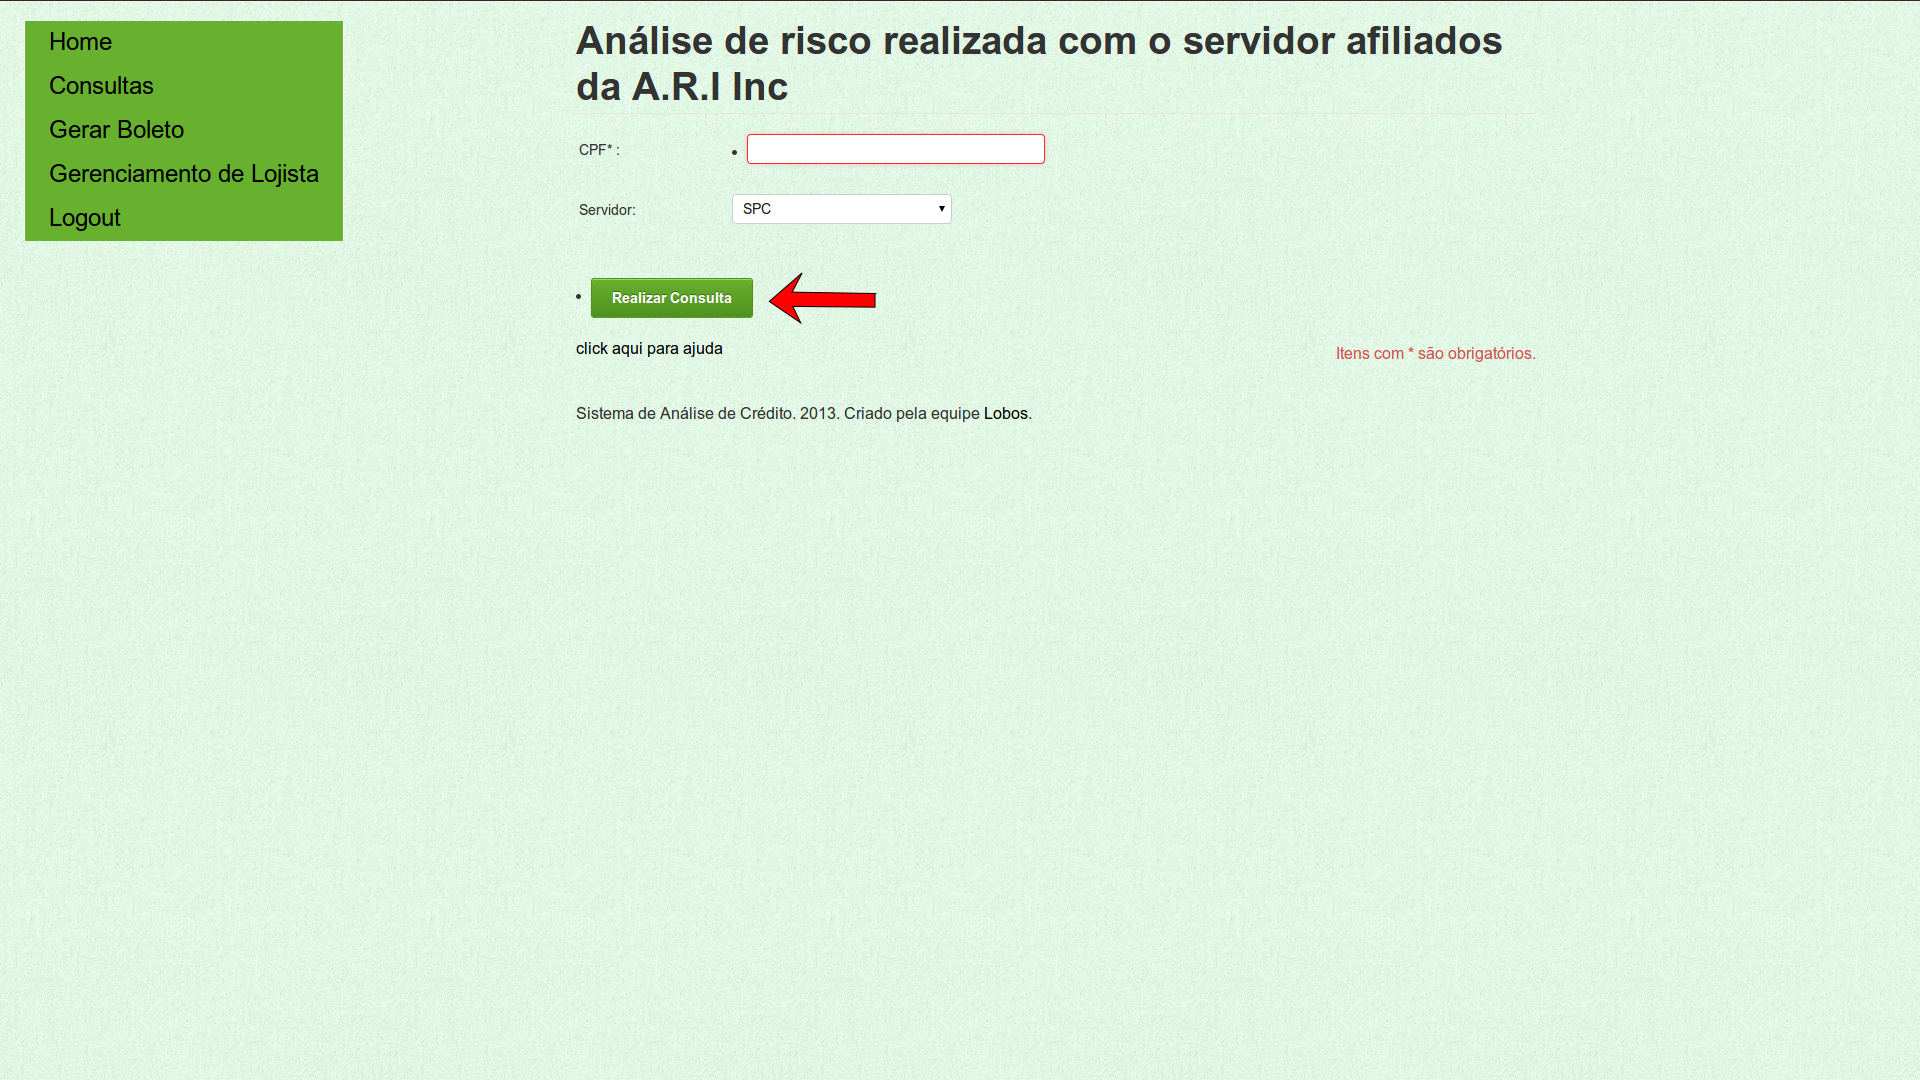 Home
Consultas
Gerar Boleto
Gerenciamento de Lojista
Logout
Análise de risco realizada com o servidor afiliados
da A.R.I Inc
CPF* :
Servidor:
SPC
Realizar Consulta
click aqui para ajuda
Itens com * são obrigatórios.
Sistema de Análise de Crédito. 2013. Criado pela equipe Lobos.